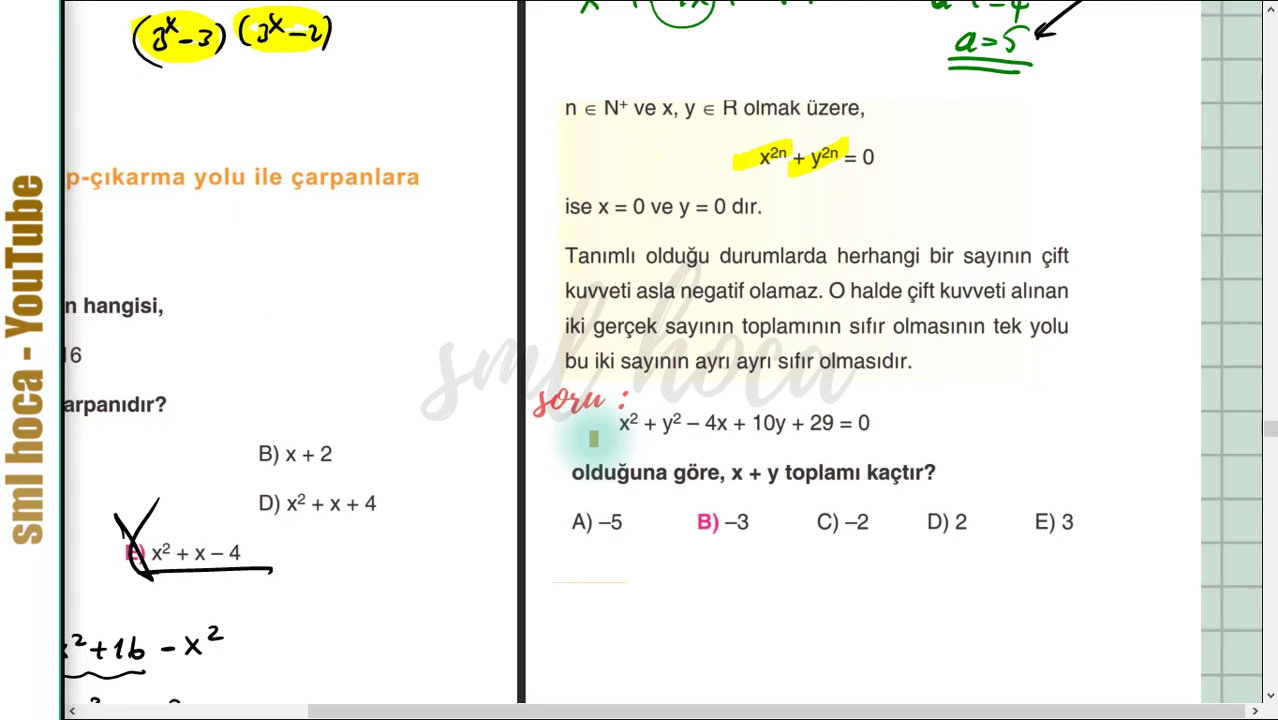 sml hoca - YouTube
(3ˣ – 3) (3ˣ – 2)
p-çıkarma yolu ile çarpanlara
n hangisi,
16
arpanıdır?
B) x + 2
D) x² + x + 4
E) x² + x – 4
x² + 16 – x²
a = 5
n ∈ N⁺ ve x, y ∈ R olmak üzere,
x²ⁿ + y²ⁿ = 0
ise x = 0 ve y = 0 dır.
Tanımlı olduğu durumlarda herhangi bir sayının çift
kuvveti asla negatif olamaz. O halde çift kuvveti alınan
iki gerçek sayının toplamının sıfır olmasının tek yolu
bu iki sayının ayrı ayrı sıfır olmasıdır.
sml hoca
soru :
x² + y² – 4x + 10y + 29 = 0
olduğuna göre, x + y toplamı kaçtır?
A) –5 B) –3 C) –2 D) 2 E) 3